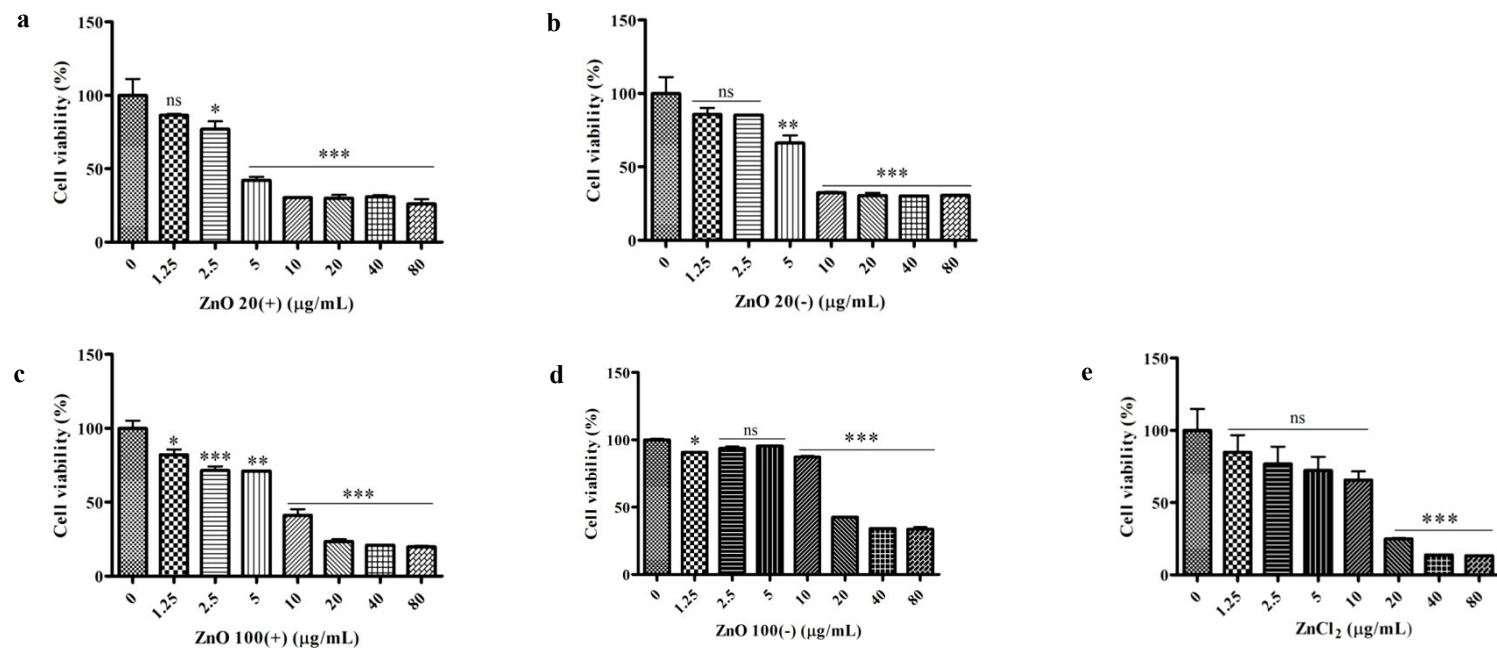 a
150
100
50
0
Cell viability (%)
ns
*
***
0 1.25 2.5 5 10 20 40 80
ZnO 20(+) (μg/mL)
b
150
100
50
0
Cell viability (%)
ns
**
***
0 1.25 2.5 5 10 20 40 80
ZnO 20(-) (μg/mL)
c
150
100
50
0
Cell viability (%)
*
***
**
***
0 1.25 2.5 5 10 20 40 80
ZnO 100(+) (μg/mL)
d
150
100
50
0
Cell viability (%)
*
ns
***
0 1.25 2.5 5 10 20 40 80
ZnO 100(-) (μg/mL)
e
150
100
50
0
Cell viability (%)
ns
***
0 1.25 2.5 5 10 20 40 80
ZnCl₂ (μg/mL)